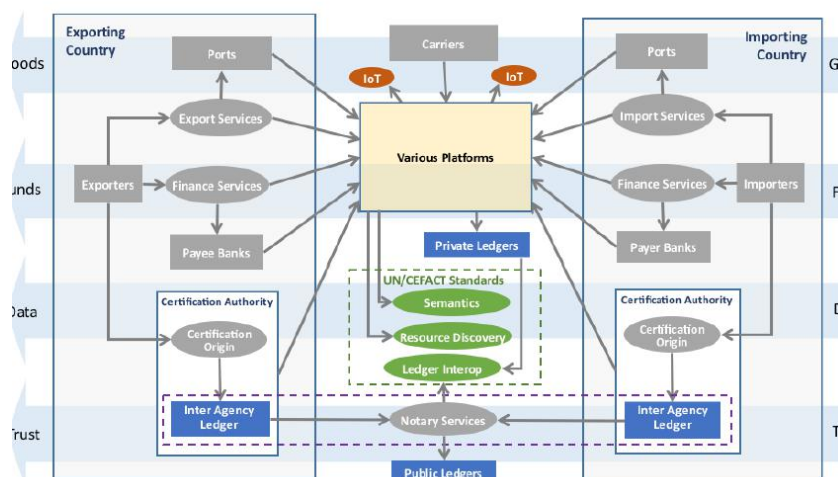 Exporting
Country
Ports
Carriers
IoT
IoT
Ports
Importing
Country
oods
G
Export Services
Import Services
Various Platforms
unds
Exporters
Finance Services
Finance Services
Importers
F
Payee Banks
Private Ledgers
Payer Banks
UN/CEFACT Standards
Data
Certification Authority
Semantics
Certification Authority
D
Certification
Origin
Resource Discovery
Certification
Origin
Ledger Interop
Trust
Inter Agency
Ledger
Notary Services
Inter Agency
Ledger
T
Public Ledgers